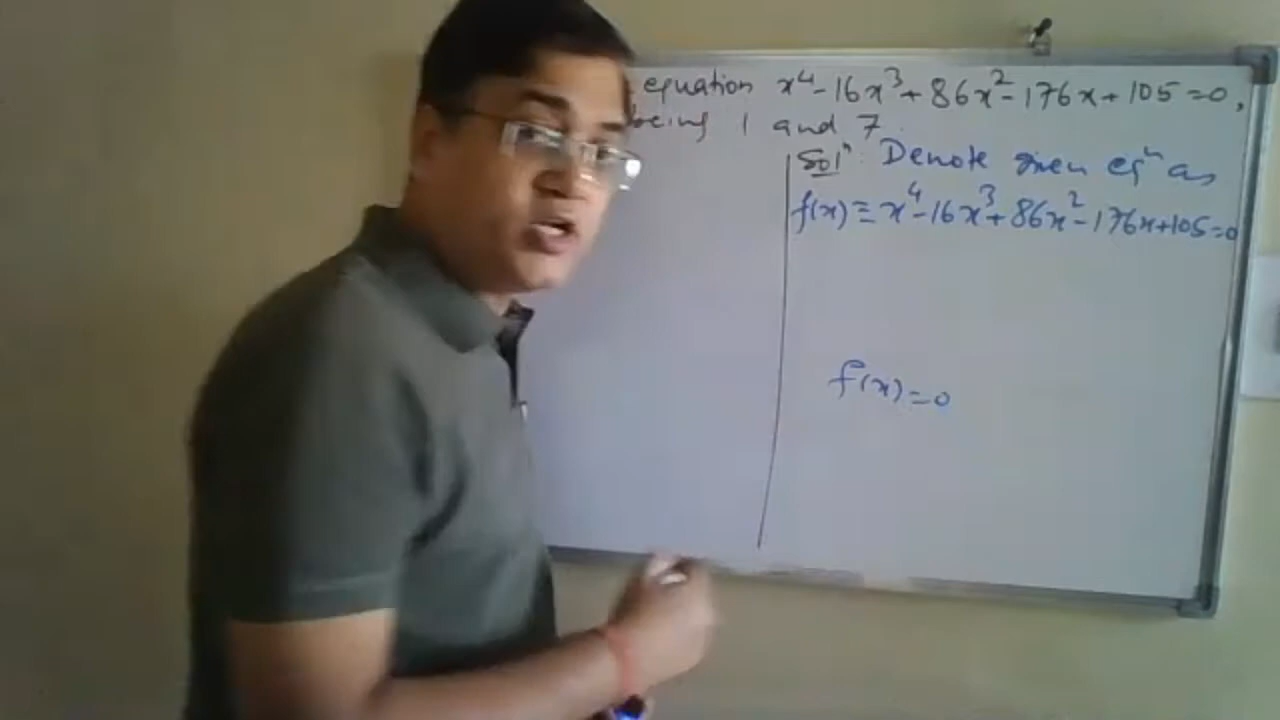 equation x⁴-16x³+86x²-176x+105=0,
being 1 and 7.
Solⁿ: Denote given eqⁿ as
f(x)≡x⁴-16x³+86x²-176x+105=0
f(x)=0